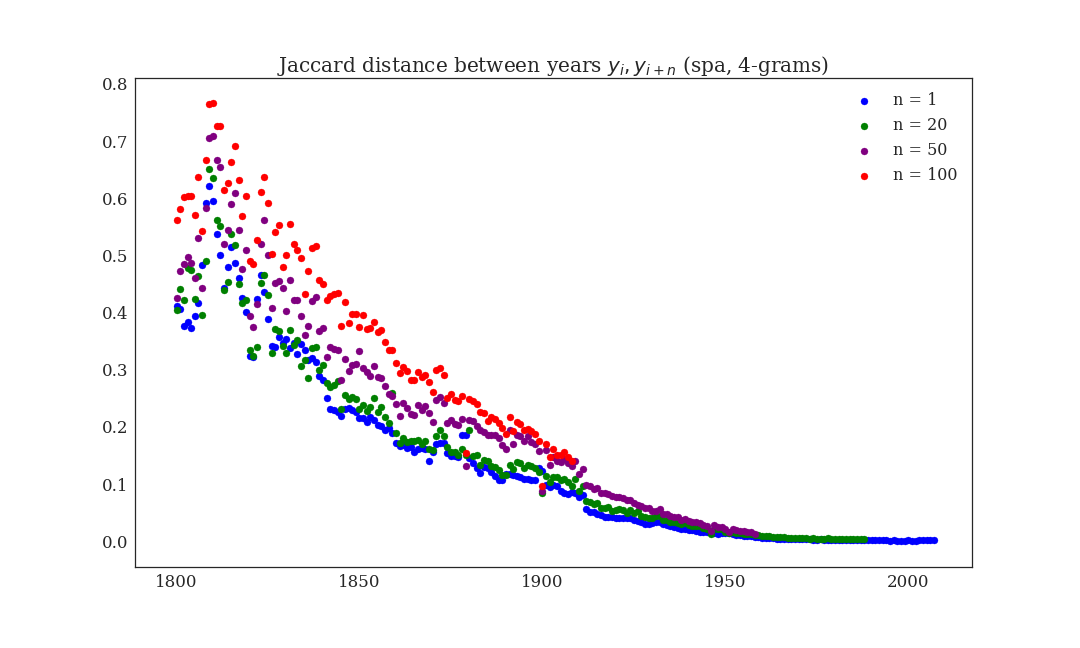 Jaccard distance between years $y_i, y_{i+n}$ (spa, 4-grams)
0.8
0.7
0.6
0.5
0.4
0.3
0.2
0.1
0.0
n = 1
n = 20
n = 50
n = 100
1800 1850 1900 1950 2000